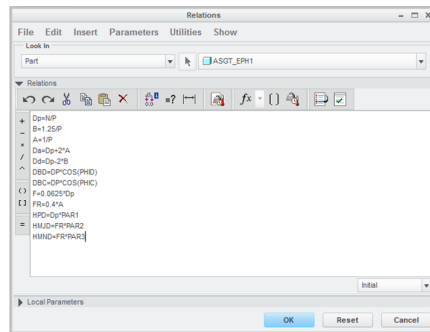 Relations
File Edit Insert Parameters Utilities Show
Look In
Part ASGT_EPH1
Relations
=? fx [ ]
+
-
*
/
^
( )
[ ]
=
Dp=N/P
B=1.25/P
A=1/P
Da=Dp+2*A
Dd=Dp-2*B
DBD=DP*COS(PHID)
DBC=DP*COS(PHIC)
F=0.0625*Dp
FR=0.4*A
HPD=Dp*PAR1
HMJD=FR*PAR2
HMND=FR*PAR3
Initial
Local Parameters
OK Reset Cancel